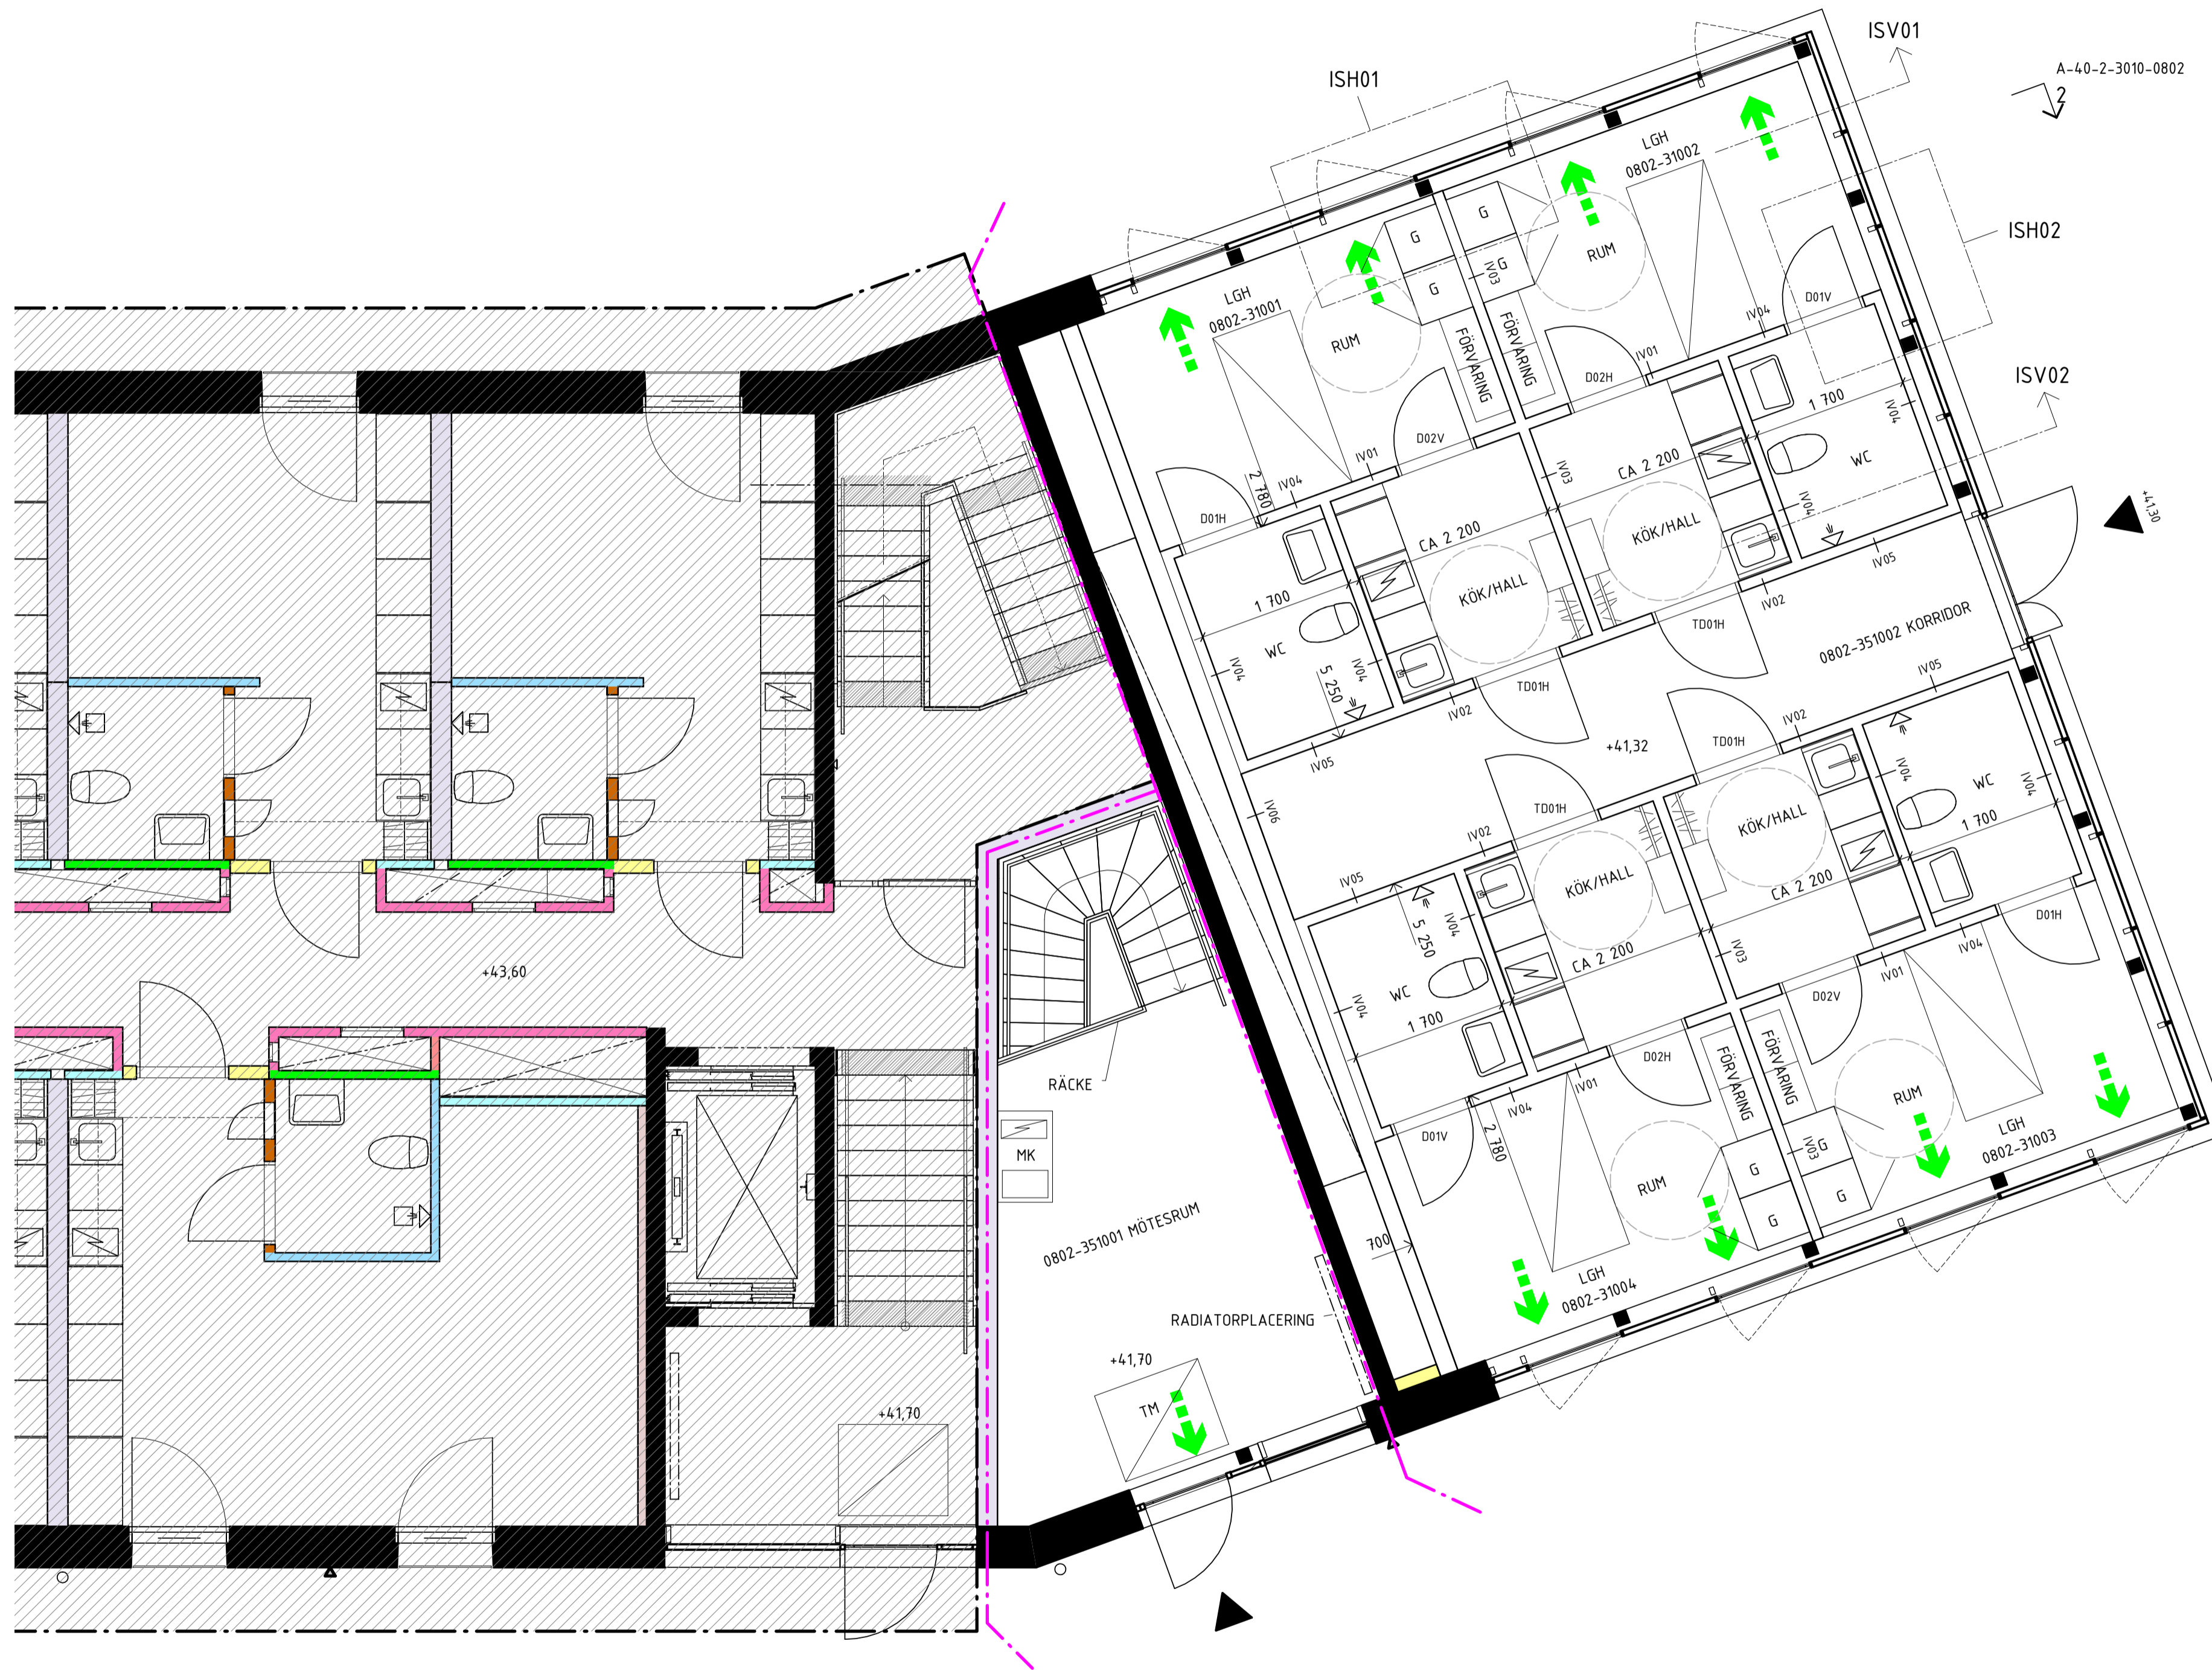 ISV01
A-40-2-3010-0802
2
ISH01
ISH02
ISV02
+41,30
LGH
0802-31002
RUM
G
G
IV03
FÖRVARING
D02H
IV01
IV04
D01V
LGH
0802-31001
RUM
G
G
FÖRVARING
D02V
IV01
IV04
2 780
D01H
1 700
IV04
WC
IV04
CA 2 200
IV03
KÖK/HALL
CA 2 200
KÖK/HALL
1 700
WC
IV04
IV04
5 250
IV05
IV02
TD01H
TD01H
IV02
IV05
0802-351002 KORRIDOR
+41,32
IV06
IV05
IV02
TD01H
TD01H
IV02
IV05
5 250
IV04
WC
IV04
1 700
KÖK/HALL
CA 2 200
IV03
KÖK/HALL
CA 2 200
IV04
WC
IV04
1 700
D01V
2 780
IV04
IV01
D02H
FÖRVARING
FÖRVARING
D02V
IV01
IV04
D01H
RUM
G
G
LGH
0802-31004
IV03
G
G
RUM
LGH
0802-31003
700
+43,60
RÄCKE
MK
0802-351001 MÖTESRUM
RADIATORPLACERING
+41,70
TM
+41,70